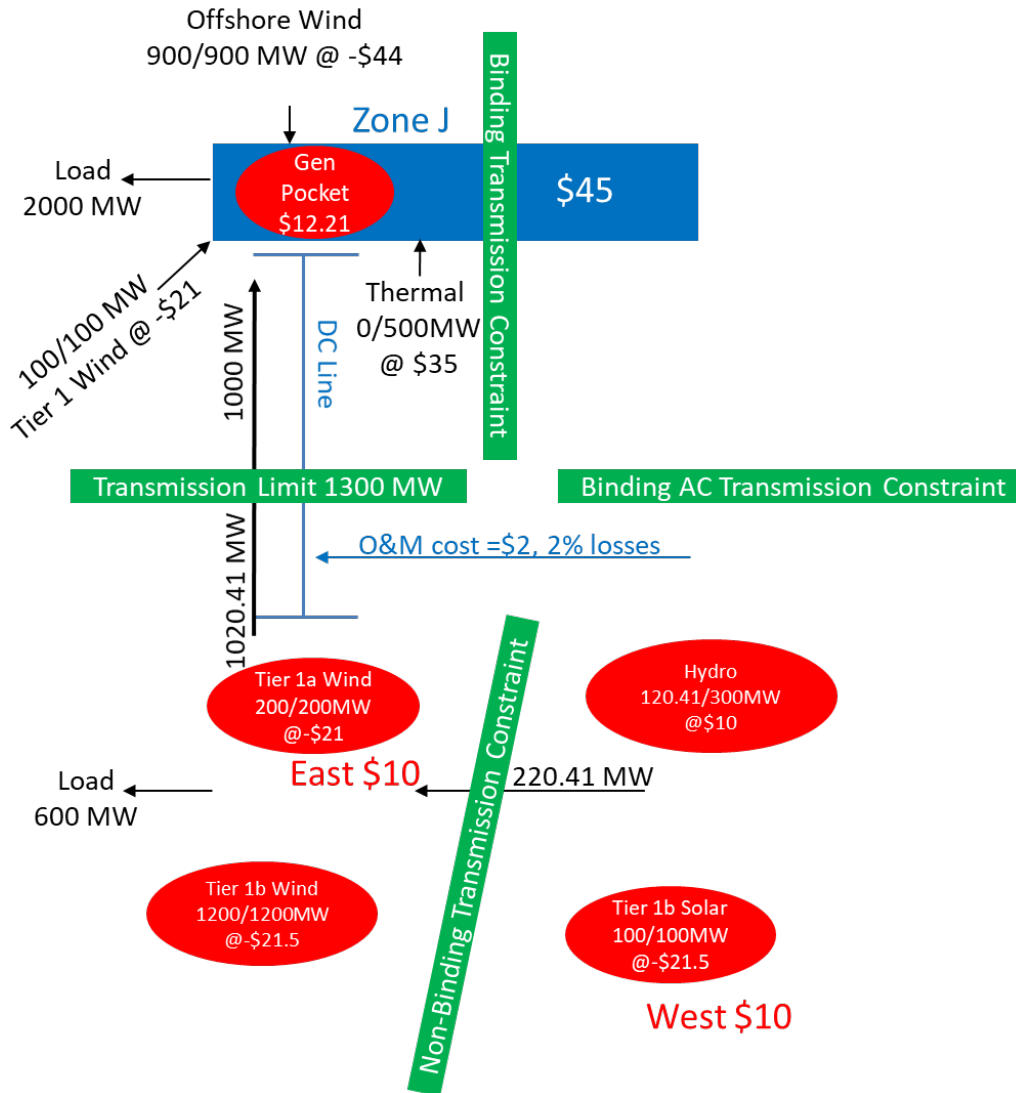 Offshore Wind
900/900 MW @ -$44
Binding Transmission Constraint
Zone J
Load
2000 MW
Gen
Pocket
$12.21
$45
100/100 MW
Tier 1 Wind @ -$21
1000 MW
DC Line
Thermal
0/500MW
@ $35
Transmission Limit 1300 MW
Binding AC Transmission Constraint
1020.41 MW
O&M cost =$2, 2% losses
Tier 1a Wind
200/200MW
@-$21
Hydro
120.41/300MW
@$10
East $10
220.41 MW
Load
600 MW
Non-Binding Transmission Constraint
Tier 1b Wind
1200/1200MW
@-$21.5
Tier 1b Solar
100/100MW
@-$21.5
West $10